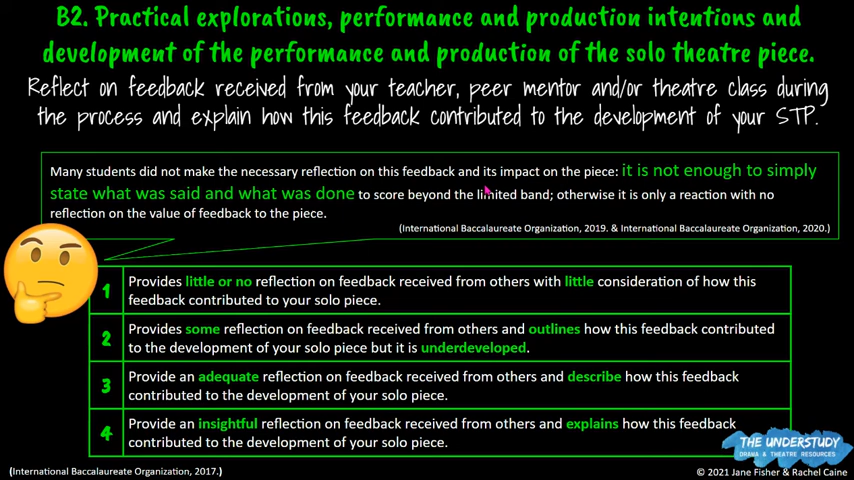 B2. Practical explorations, performance and production intentions and
development of the performance and production of the solo theatre piece.
Reflect on feedback received from your teacher, peer mentor and/or theatre class during
the process and explain how this feedback contributed to the development of your STP.
Many students did not make the necessary reflection on this feedback and its impact on the piece: it is not enough to simply
state what was said and what was done to score beyond the limited band; otherwise it is only a reaction with no
reflection on the value of feedback to the piece.
(International Baccalaureate Organization, 2019. & International Baccalaureate Organization, 2020.)
1 Provides little or no reflection on feedback received from others with little consideration of how this
feedback contributed to your solo piece.
2 Provides some reflection on feedback received from others and outlines how this feedback contributed
to the development of your solo piece but it is underdeveloped.
3 Provide an adequate reflection on feedback received from others and describe how this feedback
contributed to the development of your solo piece.
4 Provide an insightful reflection on feedback received from others and explains how this feedback
contributed to the development of your solo piece.
THE UNDERSTUDY
DRAMA & THEATRE RESOURCES
(International Baccalaureate Organization, 2017.)
© 2021 Jane Fisher & Rachel Caine